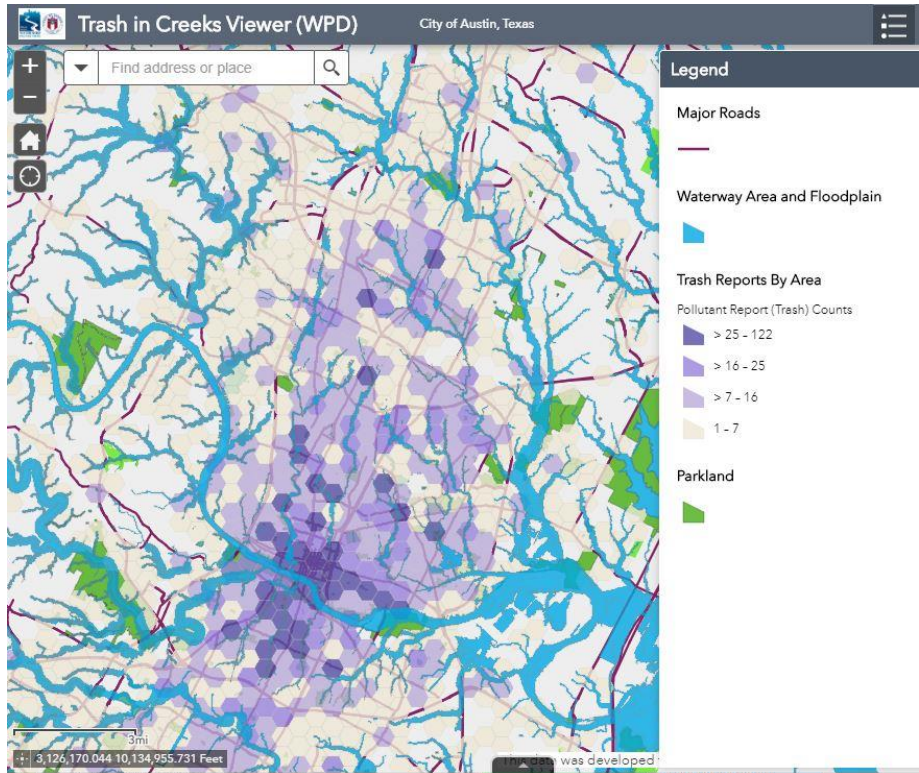 Trash in Creeks Viewer (WPD)
City of Austin, Texas
Find address or place
Legend
Major Roads
Waterway Area and Floodplain
Trash Reports By Area
Pollutant Report (Trash) Counts
> 25 - 122
> 16 - 25
> 7 - 16
1 - 7
Parkland
3mi
3,126,170.044 10,134,955.731 Feet
This data was developed